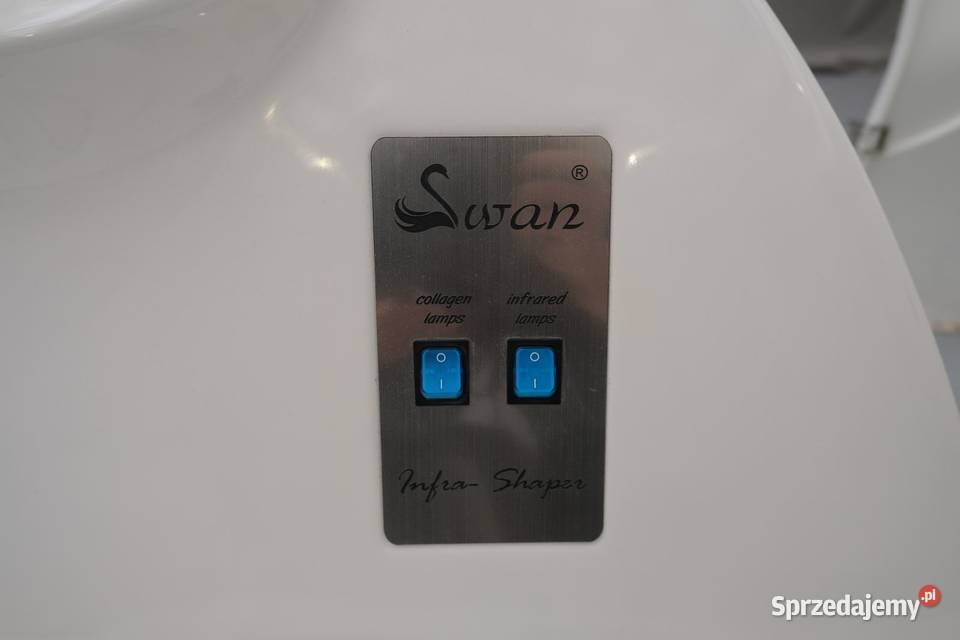 Swan ®
collagen lamps
infrared lamps
O
I
O
I
Infra- Shaper
Sprzedajemy.pl